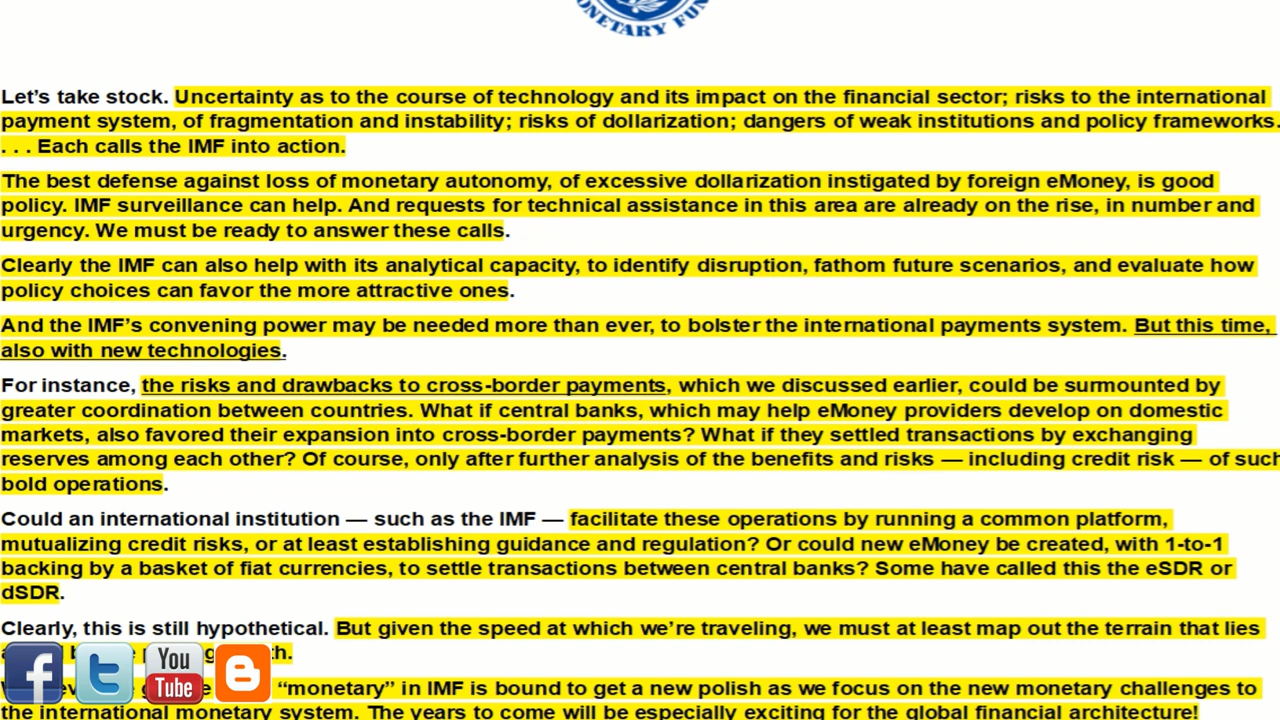 ONETARY FUN
Let's take stock. Uncertainty as to the course of technology and its impact on the financial sector; risks to the international
payment system, of fragmentation and instability; risks of dollarization; dangers of weak institutions and policy frameworks.
. . . Each calls the IMF into action.
The best defense against loss of monetary autonomy, of excessive dollarization instigated by foreign eMoney, is good
policy. IMF surveillance can help. And requests for technical assistance in this area are already on the rise, in number and
urgency. We must be ready to answer these calls.
Clearly the IMF can also help with its analytical capacity, to identify disruption, fathom future scenarios, and evaluate how
policy choices can favor the more attractive ones.
And the IMF's convening power may be needed more than ever, to bolster the international payments system. But this time,
also with new technologies.
For instance, the risks and drawbacks to cross-border payments, which we discussed earlier, could be surmounted by
greater coordination between countries. What if central banks, which may help eMoney providers develop on domestic
markets, also favored their expansion into cross-border payments? What if they settled transactions by exchanging
reserves among each other? Of course, only after further analysis of the benefits and risks — including credit risk — of such
bold operations.
Could an international institution — such as the IMF — facilitate these operations by running a common platform,
mutualizing credit risks, or at least establishing guidance and regulation? Or could new eMoney be created, with 1-to-1
backing by a basket of fiat currencies, to settle transactions between central banks? Some have called this the eSDR or
dSDR.
Clearly, this is still hypothetical. But given the speed at which we're traveling, we must at least map out the terrain that lies
f t You Tube B
"monetary" in IMF is bound to get a new polish as we focus on the new monetary challenges to
the international monetary system. The years to come will be especially exciting for the global financial architecture!